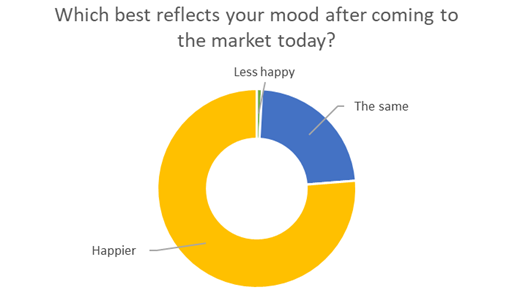 Which best reflects your mood after coming to
the market today?
Less happy
The same
Happier